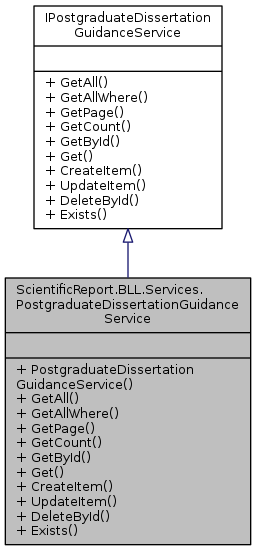 IPostgraduateDissertation
GuidanceService
+ GetAll()
+ GetAllWhere()
+ GetPage()
+ GetCount()
+ GetById()
+ Get()
+ CreateItem()
+ UpdateItem()
+ DeleteById()
+ Exists()
ScientificReport.BLL.Services.
PostgraduateDissertationGuidance
Service
+ PostgraduateDissertation
GuidanceService()
+ GetAll()
+ GetAllWhere()
+ GetPage()
+ GetCount()
+ GetById()
+ Get()
+ CreateItem()
+ UpdateItem()
+ DeleteById()
+ Exists()